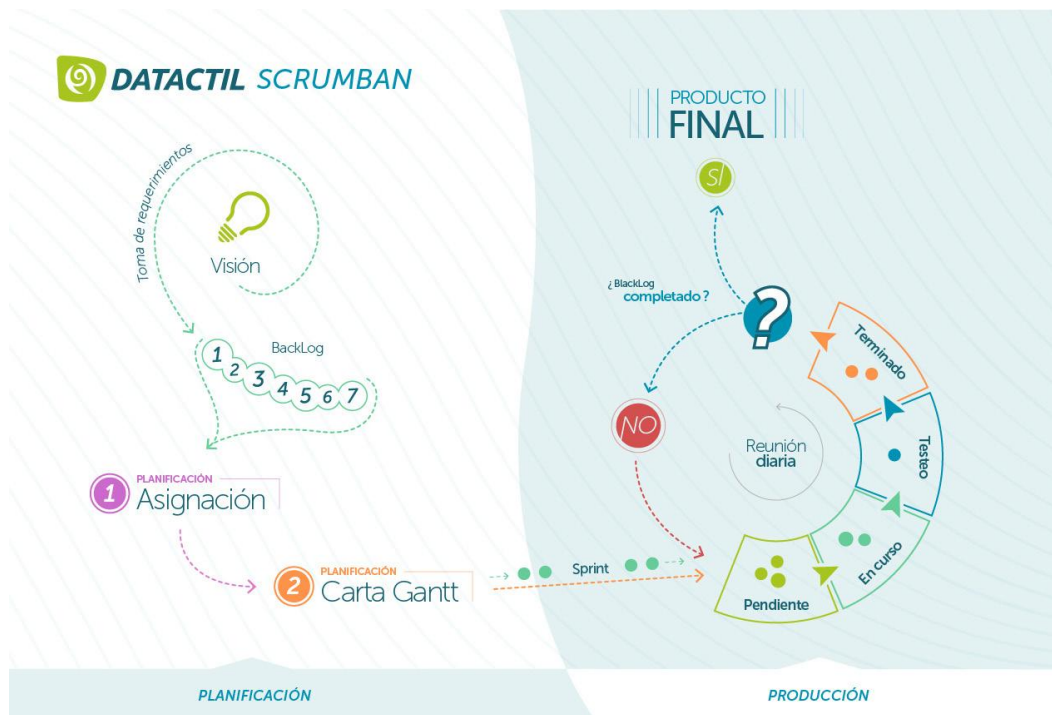 DATACTIL SCRUMBAN
Toma de requerimientos
Visión
BackLog
1 2 3 4 5 6 7
1
PLANIFICACIÓN
Asignación
2
PLANIFICACIÓN
Carta Gantt
Sprint
PRODUCTO
FINAL
SÍ
¿BlackLog
completado?
?
NO
Reunión
diaria
Pendiente
En curso
Testeo
Terminado
PLANIFICACIÓN
PRODUCCIÓN